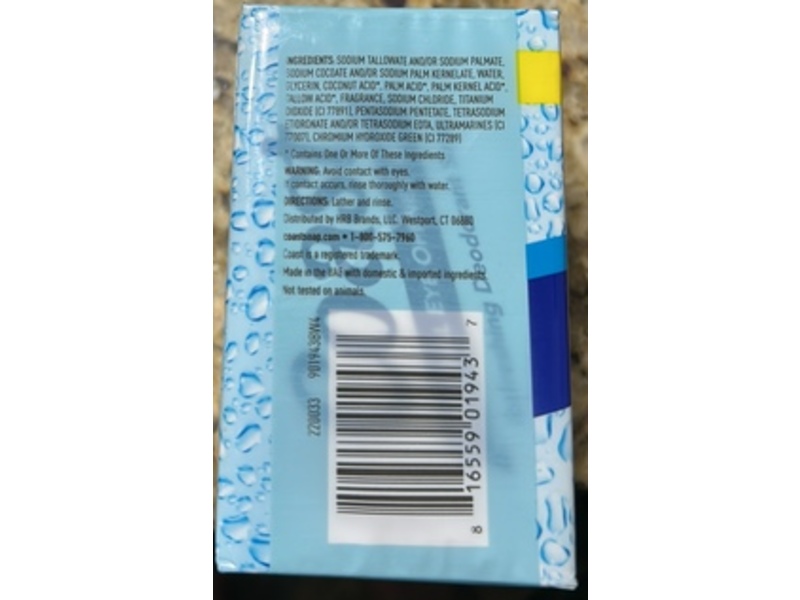 INGREDIENTS: SODIUM TALLOWATE AND/OR SODIUM PALMATE,
SODIUM COCOATE AND/OR SODIUM PALM KERNELATE, WATER,
GLYCERIN, COCONUT ACID*, PALM ACID*, PALM KERNEL ACID*,
TALLOW ACID*, FRAGRANCE, SODIUM CHLORIDE, TITANIUM
DIOXIDE (CI 77891), PENTASODIUM PENTETATE, TETRASODIUM
ETIDRONATE AND/OR TETRASODIUM EDTA, ULTRAMARINES (CI
77007), CHROMIUM HYDROXIDE GREEN (CI 77289)
* Contains One Or More Of These Ingredients
WARNING: Avoid contact with eyes.
If contact occurs, rinse thoroughly with water.
DIRECTIONS: Lather and rinse.
Distributed by HRB Brands, LLC. Westport, CT 06880
coastsoap.com • 1-800-575-7960
Coast is a registered trademark.
Made in the UAE with domestic & imported ingredients.
Not tested on animals.
220033 9019438W4
8 16559 01943 7